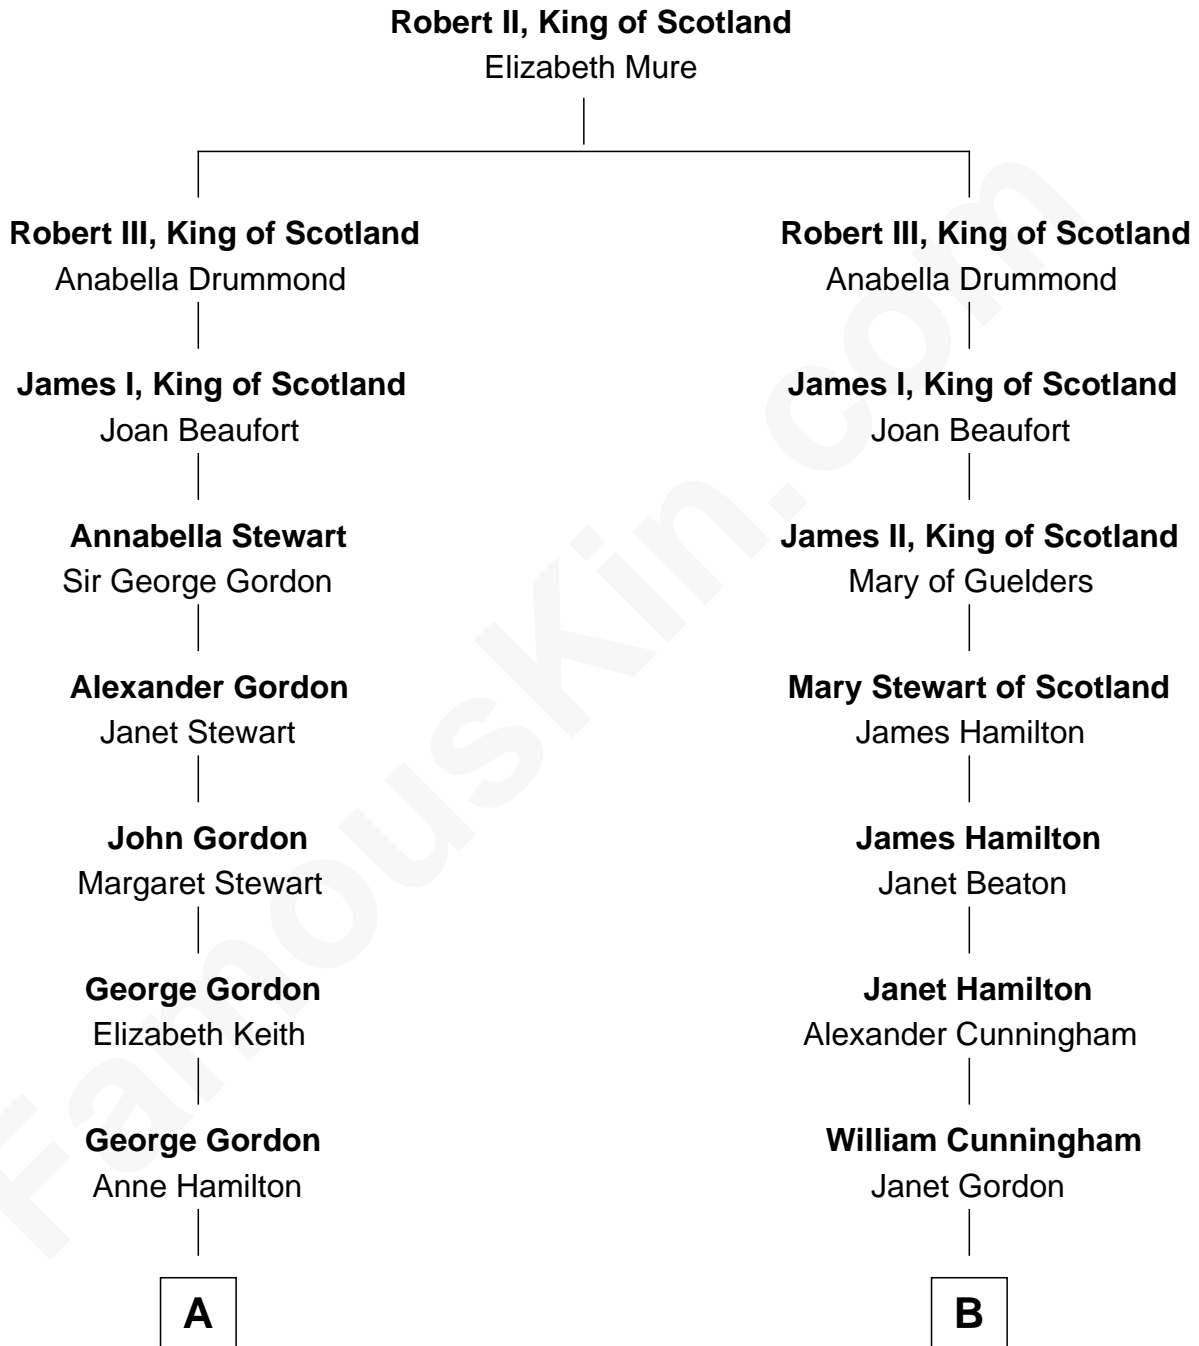 Robert II, King of Scotland
Elizabeth Mure
Robert III, King of Scotland
Anabella Drummond
Robert III, King of Scotland
Anabella Drummond
James I, King of Scotland
Joan Beaufort
James I, King of Scotland
Joan Beaufort
Annabella Stewart
Sir George Gordon
James II, King of Scotland
Mary of Guelders
Alexander Gordon
Janet Stewart
Mary Stewart of Scotland
James Hamilton
John Gordon
Margaret Stewart
James Hamilton
Janet Beaton
George Gordon
Elizabeth Keith
Janet Hamilton
Alexander Cunningham
George Gordon
Anne Hamilton
William Cunningham
Janet Gordon
A
B
FamousKin.com